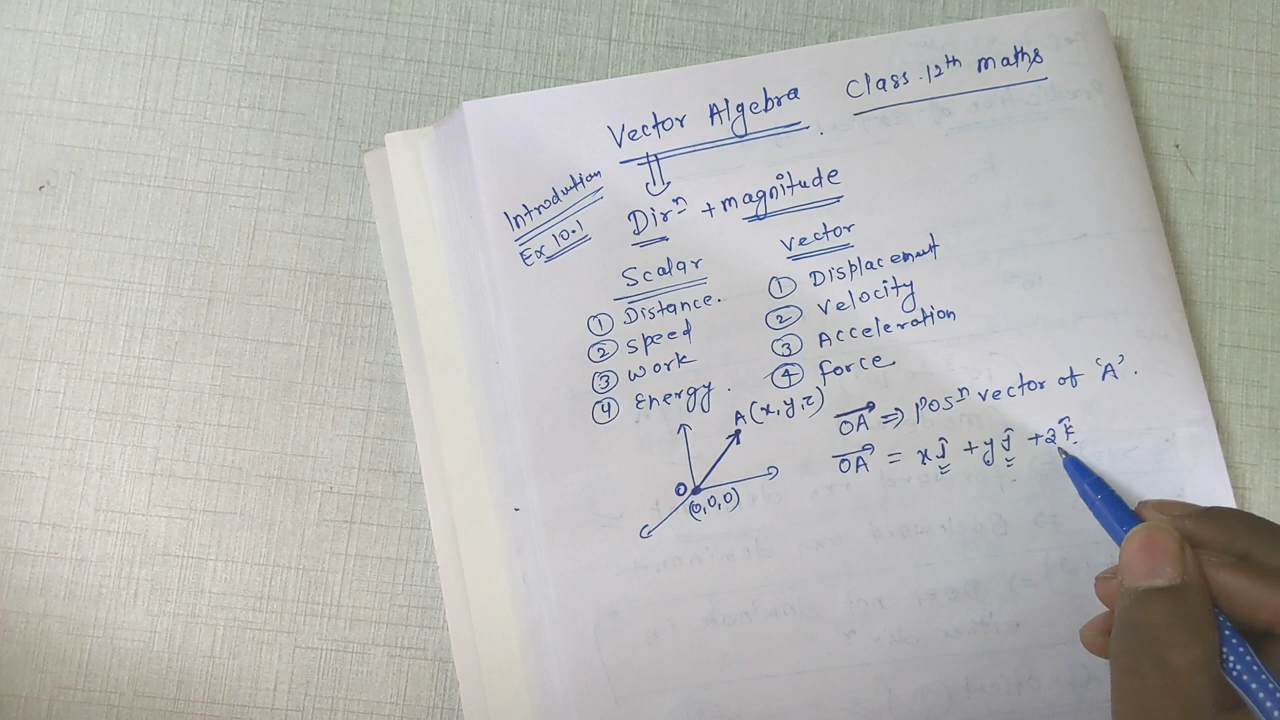 Vector Algebra. Class 12th maths
Introduction
Ex 10.1
Dirn + magnitude
Scalar
① Distance.
② Speed
③ Work
④ Energy.
Vector
① Displacement
② Velocity
③ Acceleration
④ force
A(x,y,z)
O
(0,0,0)
OA⃗ ⇒ Posn vector of 'A'.
OA⃗ = xî + yĵ + zk̂